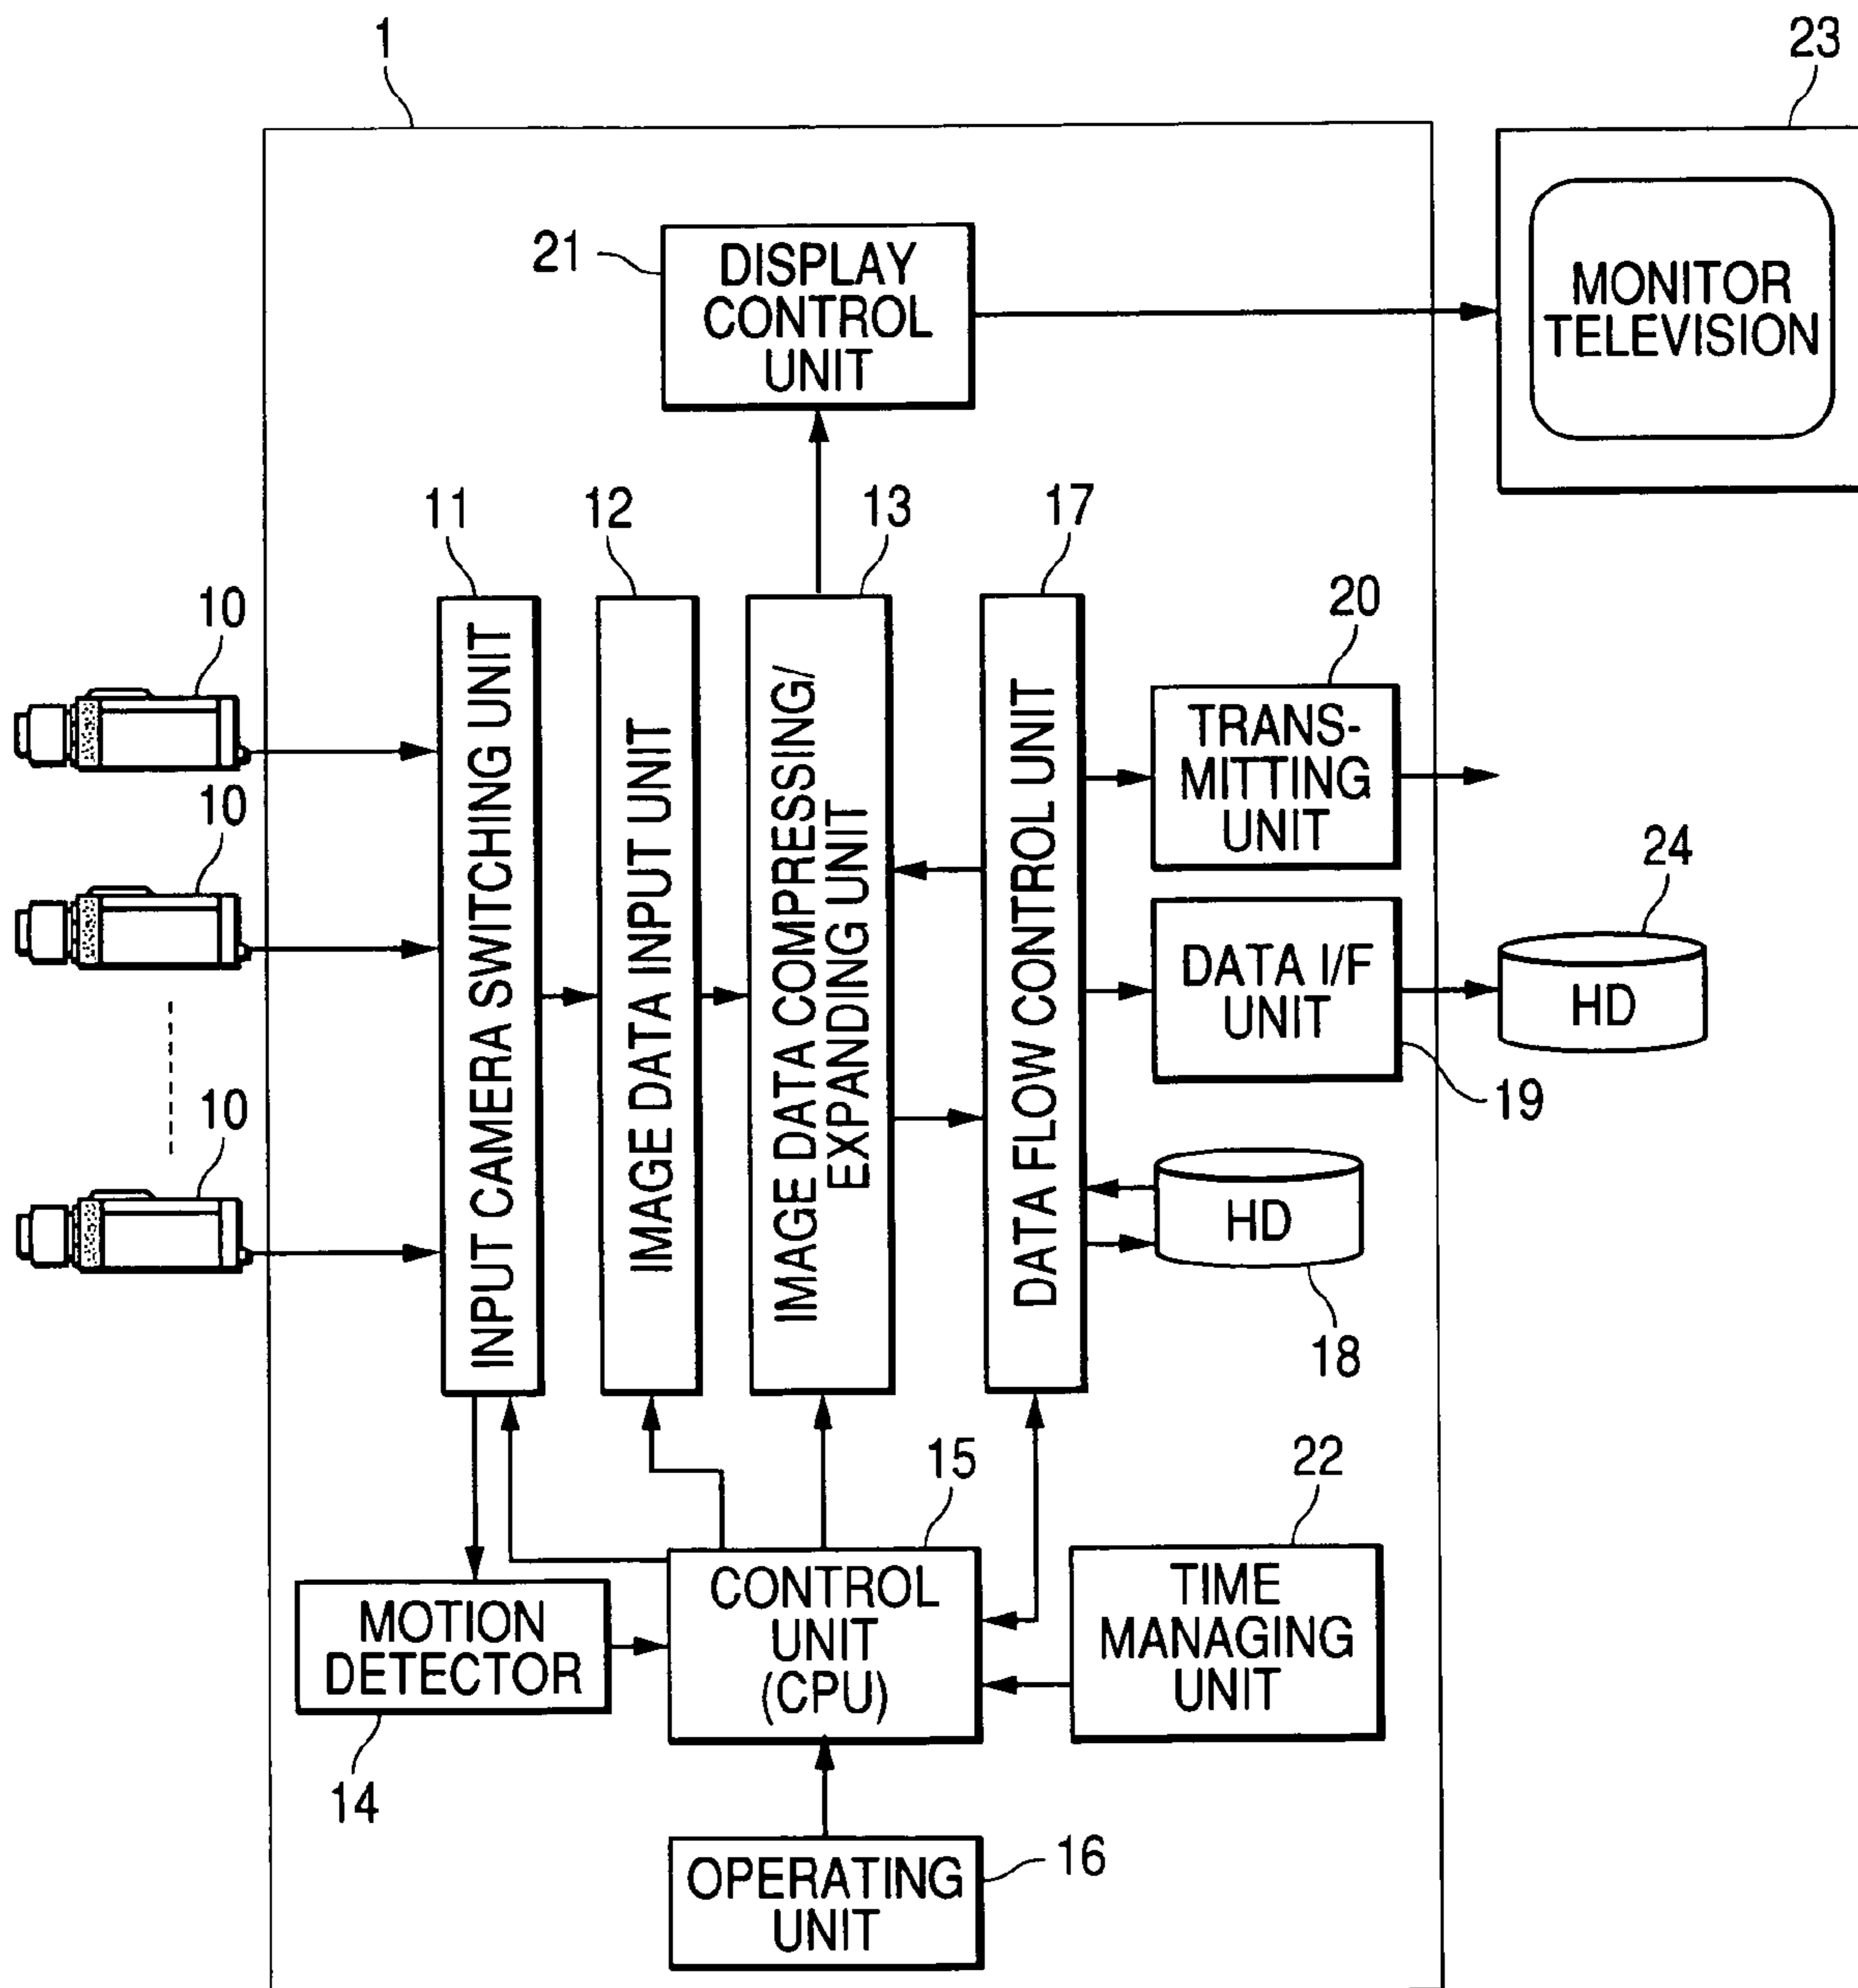 1
23
21
DISPLAY
CONTROL
UNIT
MONITOR
TELEVISION
11
12
13
17
10
10
10
INPUT CAMERA SWITCHING UNIT
IMAGE DATA INPUT UNIT
IMAGE DATA COMPRESSING/
EXPANDING UNIT
DATA FLOW CONTROL UNIT
20
TRANS-
MITTING
UNIT
24
DATA I/F
UNIT
HD
19
HD
18
15
22
MOTION
DETECTOR
CONTROL
UNIT
(CPU)
TIME
MANAGING
UNIT
14
OPERATING
UNIT
16